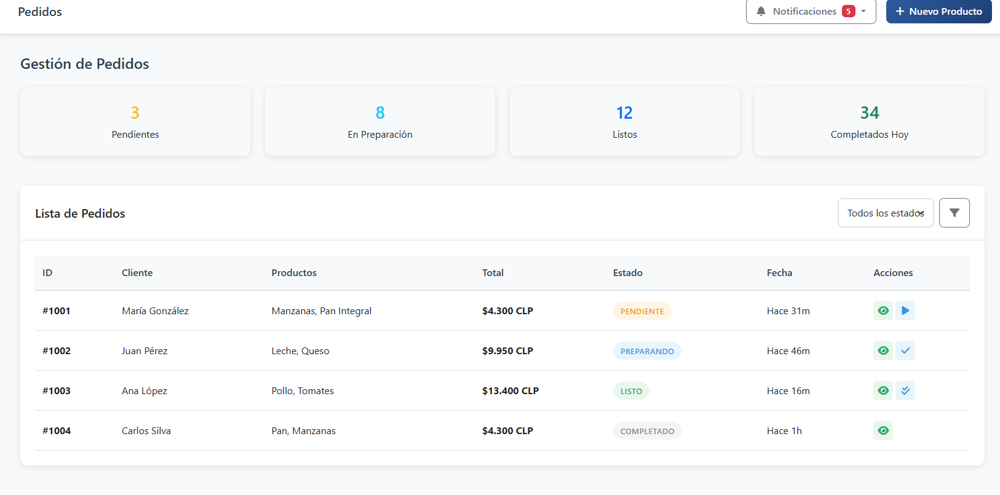 Pedidos
Notificaciones 5
Nuevo Producto
Gestión de Pedidos
3
Pendientes
8
En Preparación
12
Listos
34
Completados Hoy
Lista de Pedidos
Todos los estados
ID Cliente Productos Total Estado Fecha Acciones
#1001 María González Manzanas, Pan Integral $4.300 CLP PENDIENTE Hace 31m
#1002 Juan Pérez Leche, Queso $9.950 CLP PREPARANDO Hace 46m
#1003 Ana López Pollo, Tomates $13.400 CLP LISTO Hace 16m
#1004 Carlos Silva Pan, Manzanas $4.300 CLP COMPLETADO Hace 1h